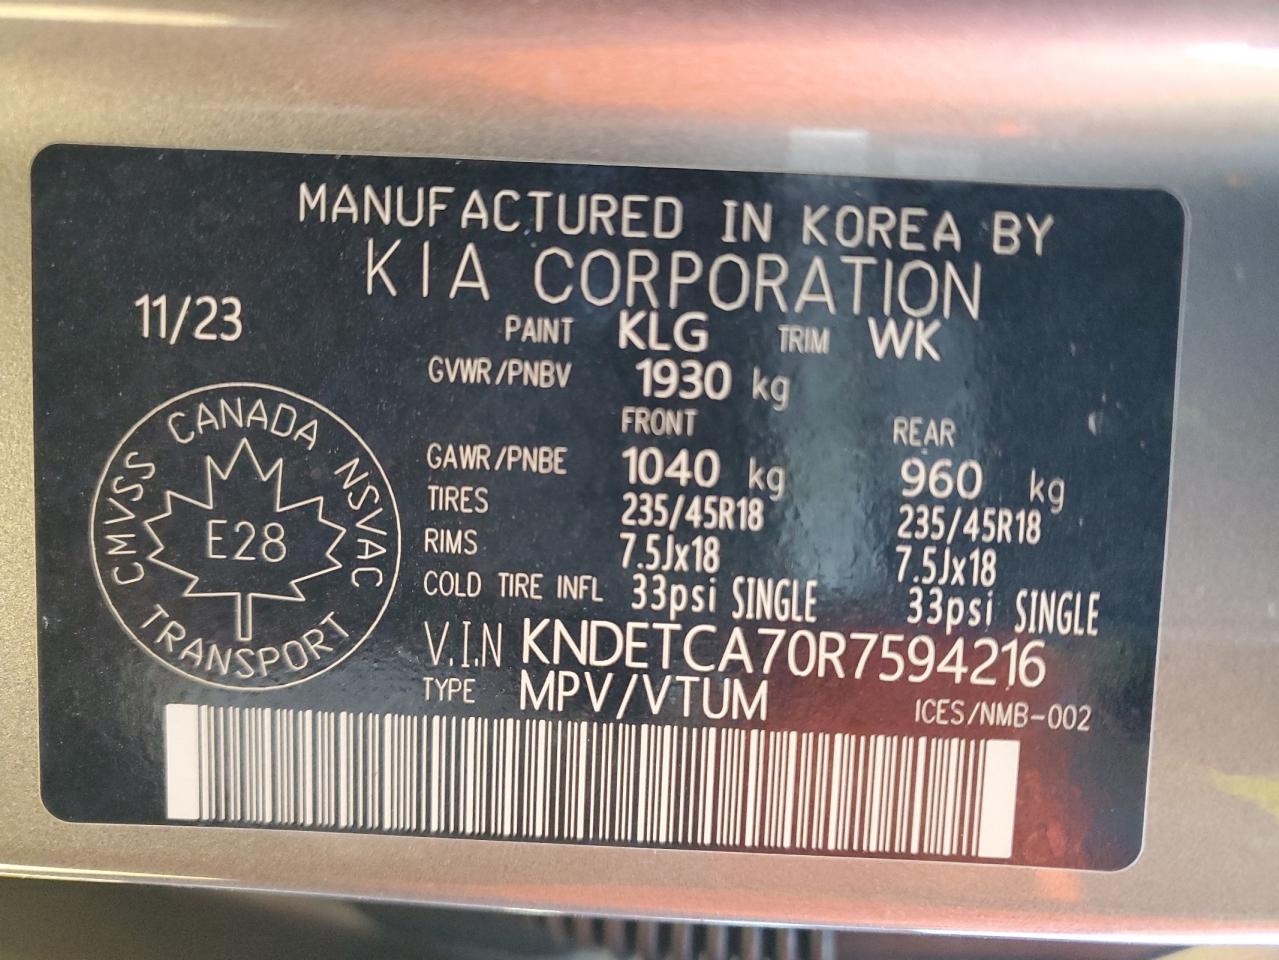 MANUFACTURED IN KOREA BY
KIA CORPORATION
11/23
PAINT KLG TRIM WK
GVWR/PNBV 1930 kg
FRONT REAR
GAWR/PNBE 1040 kg 960 kg
TIRES 235/45R18 235/45R18
RIMS 7.5Jx18 7.5Jx18
COLD TIRE INFL 33psi SINGLE 33psi SINGLE
V.I.N KNDETCA70R7594216
TYPE MPV/VTUM ICES/NMB-002
CANADA
CMVSS NSVAC
E28
TRANSPORT